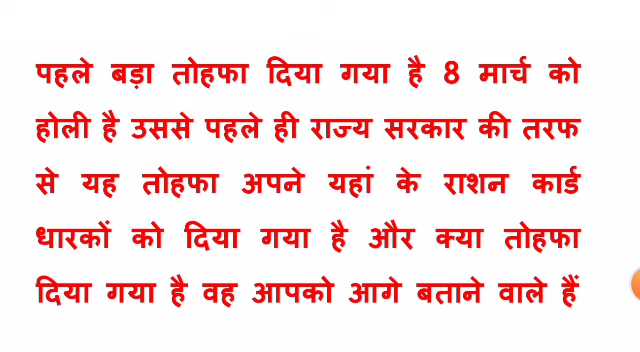 पहले बड़ा तोहफा दिया गया है 8 मार्च को
होली है उससे पहले ही राज्य सरकार की तरफ
से यह तोहफा अपने यहां के राशन कार्ड
धारकों को दिया गया है और क्या तोहफा
दिया गया है वह आपको आगे बताने वाले हैं